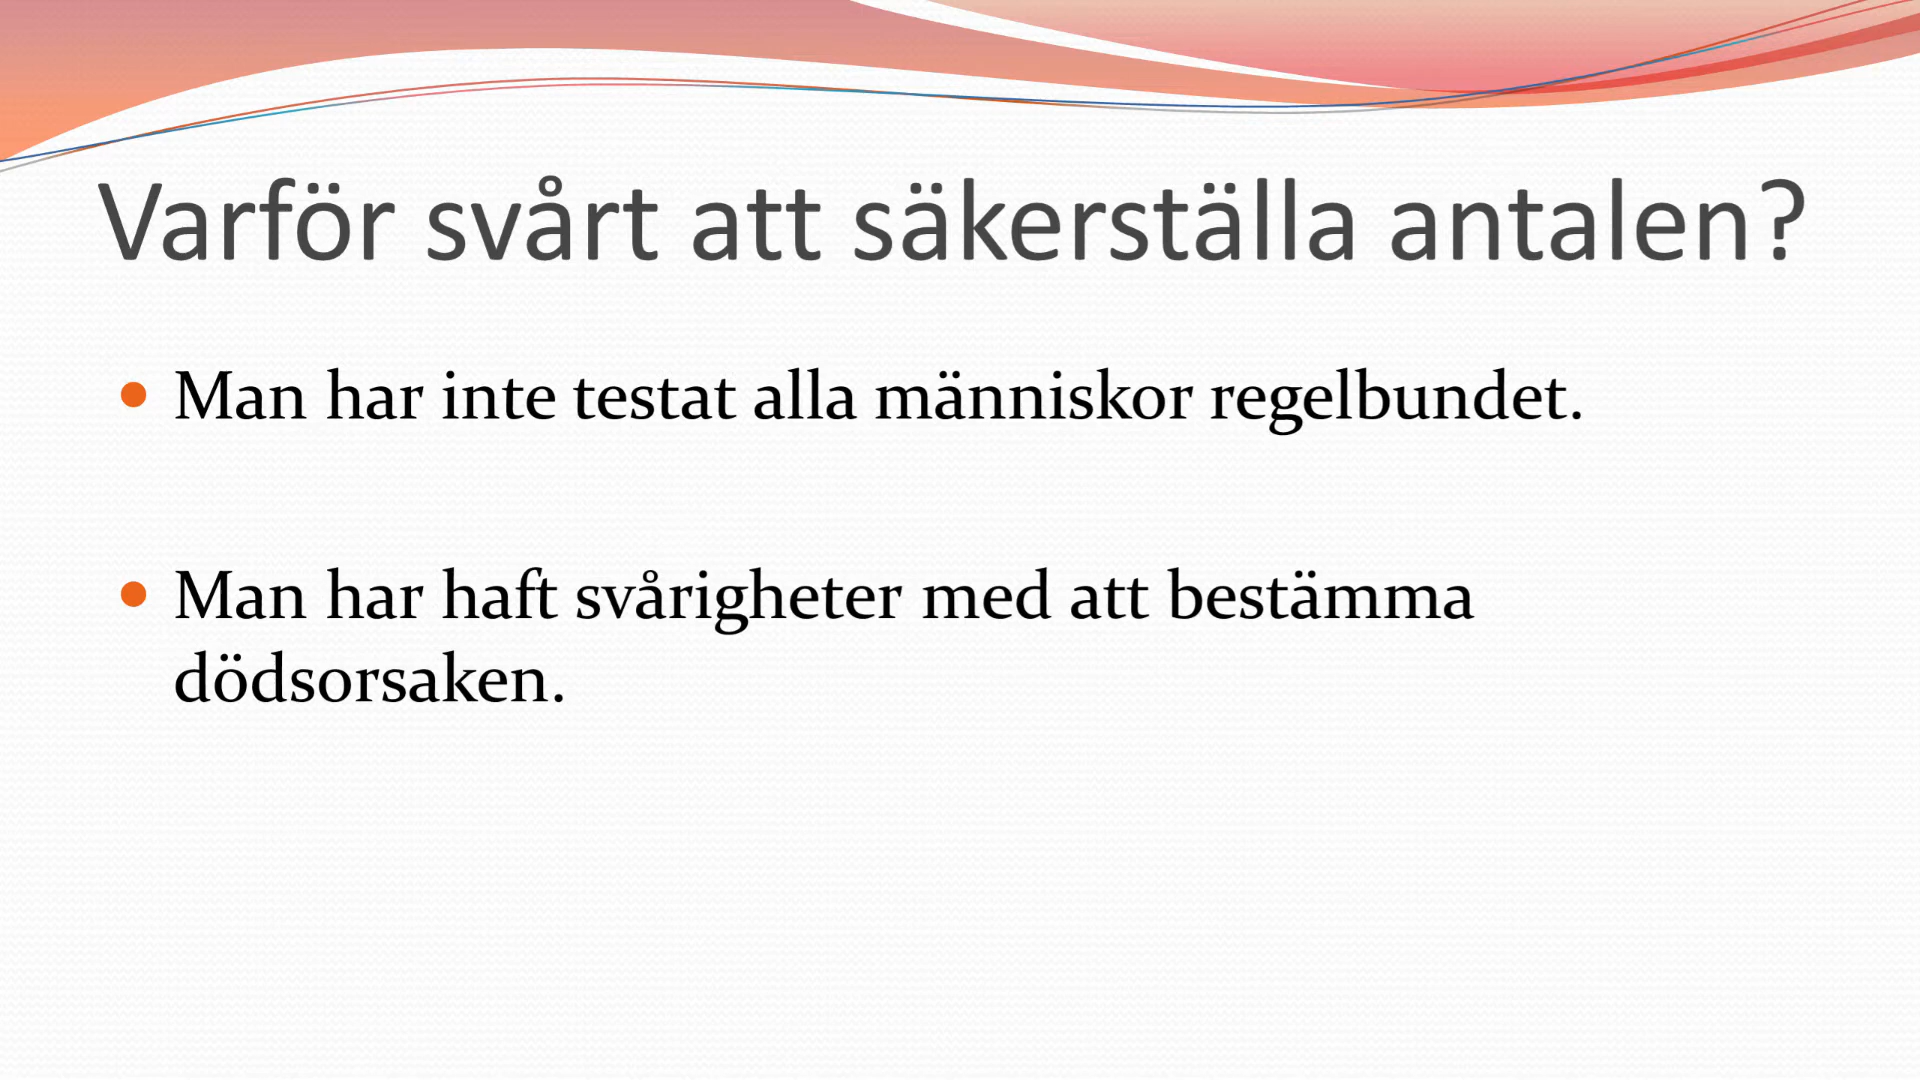 Varför svårt att säkerställa antalen?
Man har inte testat alla människor regelbundet.
Man har haft svårigheter med att bestämma
dödsorsaken.